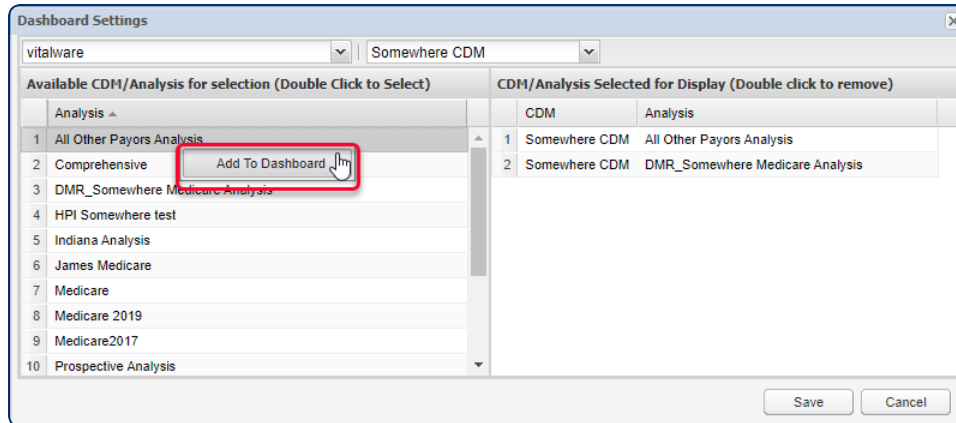 Dashboard Settings
vitalware
Somewhere CDM
Available CDM/Analysis for selection (Double Click to Select)
CDM/Analysis Selected for Display (Double click to remove)
Analysis
CDM Analysis
1 All Other Payors Analysis
1 Somewhere CDM All Other Payors Analysis
2 Comprehensive
Add To Dashboard
2 Somewhere CDM DMR_Somewhere Medicare Analysis
3 DMR_Somewhere Medicare Analysis
4 HPI Somewhere test
5 Indiana Analysis
6 James Medicare
7 Medicare
8 Medicare 2019
9 Medicare2017
10 Prospective Analysis
Save Cancel